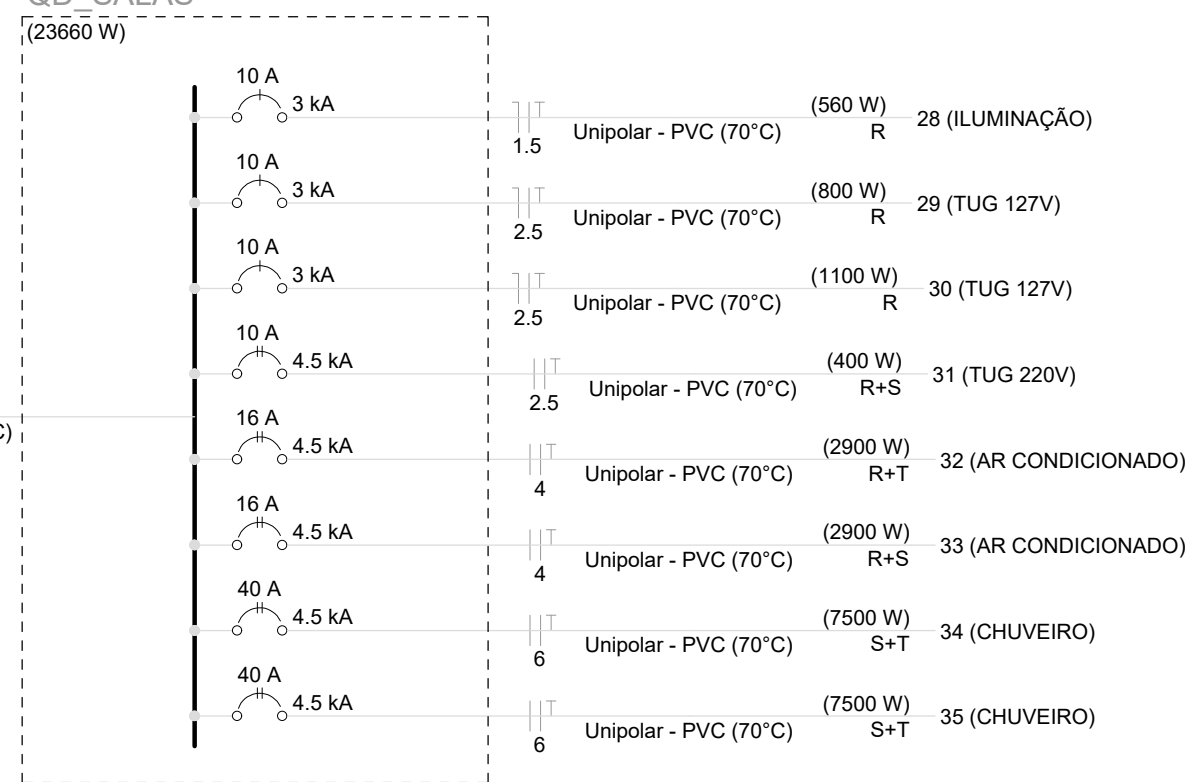 QD_SALAS
(23660 W)
10 A
3 kA
1.5
Unipolar - PVC (70°C)
(560 W)
R
28 (ILUMINAÇÃO)
10 A
3 kA
2.5
Unipolar - PVC (70°C)
(800 W)
R
29 (TUG 127V)
10 A
3 kA
2.5
Unipolar - PVC (70°C)
(1100 W)
R
30 (TUG 127V)
10 A
4.5 kA
2.5
Unipolar - PVC (70°C)
(400 W)
R+S
31 (TUG 220V)
C)
16 A
4.5 kA
4
Unipolar - PVC (70°C)
(2900 W)
R+T
32 (AR CONDICIONADO)
16 A
4.5 kA
4
Unipolar - PVC (70°C)
(2900 W)
R+S
33 (AR CONDICIONADO)
40 A
4.5 kA
6
Unipolar - PVC (70°C)
(7500 W)
S+T
34 (CHUVEIRO)
40 A
4.5 kA
6
Unipolar - PVC (70°C)
(7500 W)
S+T
35 (CHUVEIRO)